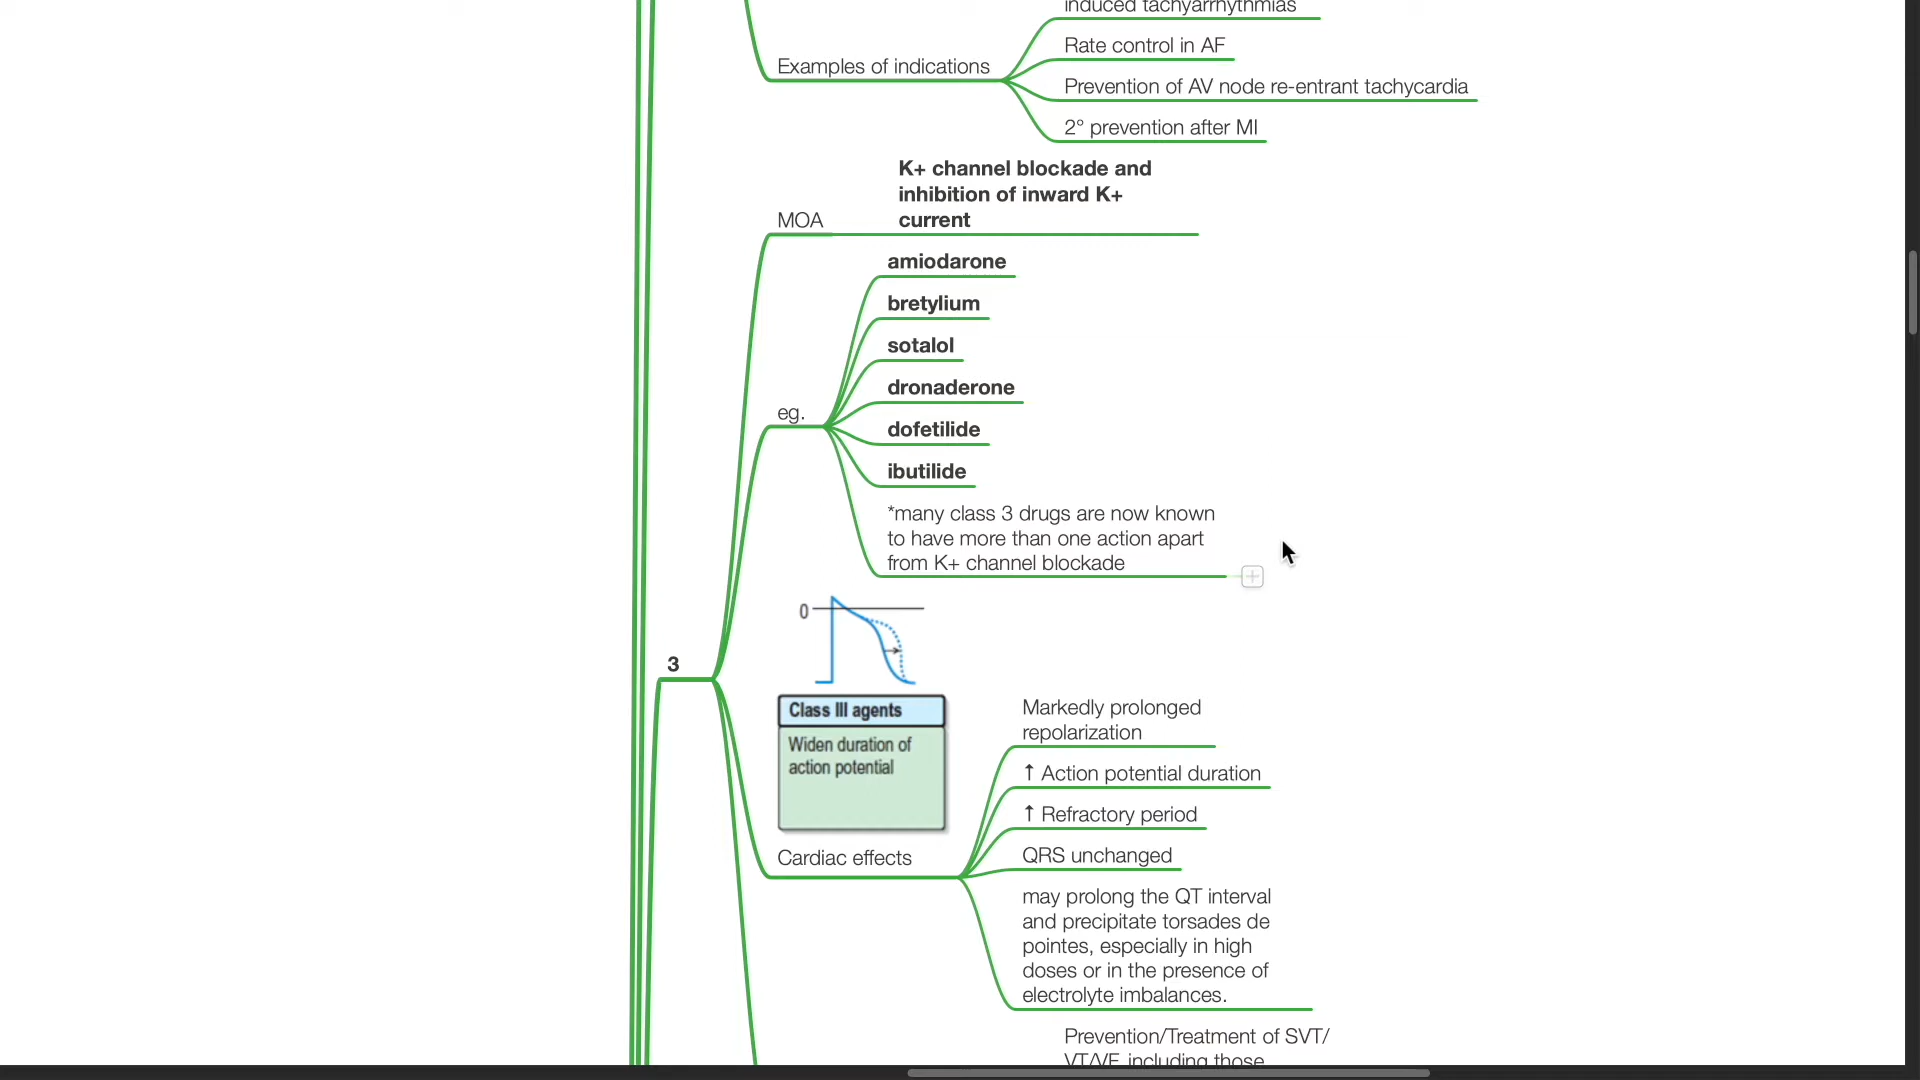 induced tachyarrhythmias
Examples of indications
Rate control in AF
Prevention of AV node re-entrant tachycardia
2° prevention after MI
MOA
K+ channel blockade and
inhibition of inward K+
current
eg.
amiodarone
bretylium
sotalol
dronaderone
dofetilide
ibutilide
*many class 3 drugs are now known
to have more than one action apart
from K+ channel blockade
3
0
Class III agents
Widen duration of
action potential
Cardiac effects
Markedly prolonged
repolarization
↑ Action potential duration
↑ Refractory period
QRS unchanged
may prolong the QT interval
and precipitate torsades de
pointes, especially in high
doses or in the presence of
electrolyte imbalances.
Prevention/Treatment of SVT/
VT/VF including those